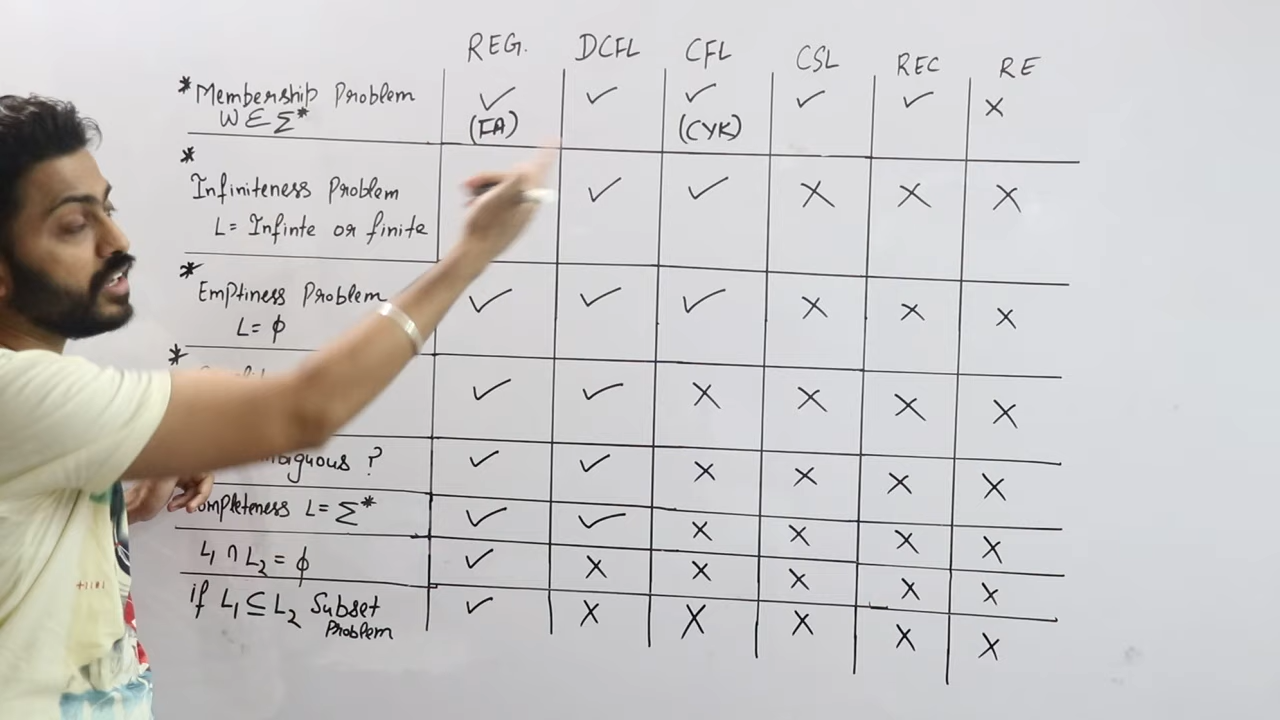 REG. DCFL CFL CSL REC RE
* Membership Problem ✓ ✓ ✓ ✓ ✓ ×
W ∈ Σ* (FA) (CYK)
*
Infiniteness Problem ✓ ✓ × × ×
L = Infinte or finite
* Emptiness Problem ✓ ✓ ✓ × × ×
L = ϕ
*
✓ ✓ × × × ×
? ✓ ✓ × × × ×
L = Σ* ✓ ✓ × × × ×
L₁ ∩ L₂ = ϕ ✓ × × × × ×
if L₁ ⊆ L₂ Subset ✓ × × × × ×
Problem